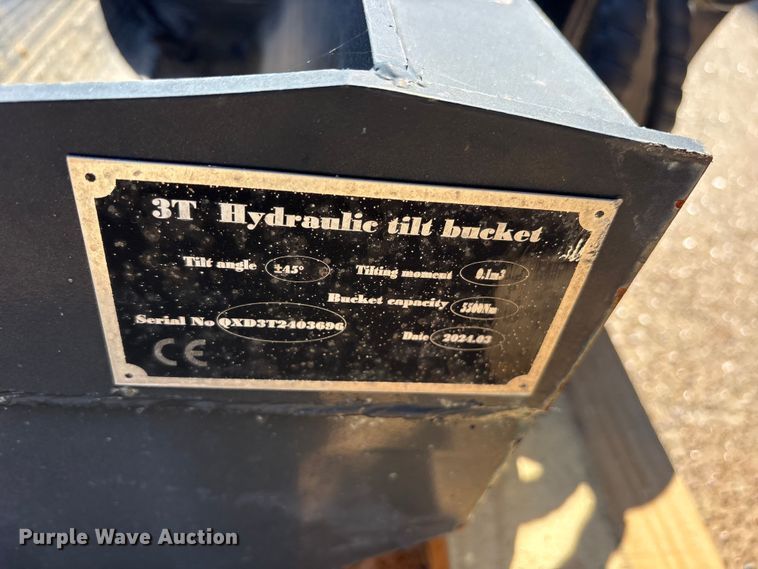 3T Hydraulic tilt bucket
Tilt angle ±45° Tilting moment 0.1m3
Bucket capacity 5500Nm
Serial No QXD3T2403696
Date 2024.03
CE
Purple Wave Auction